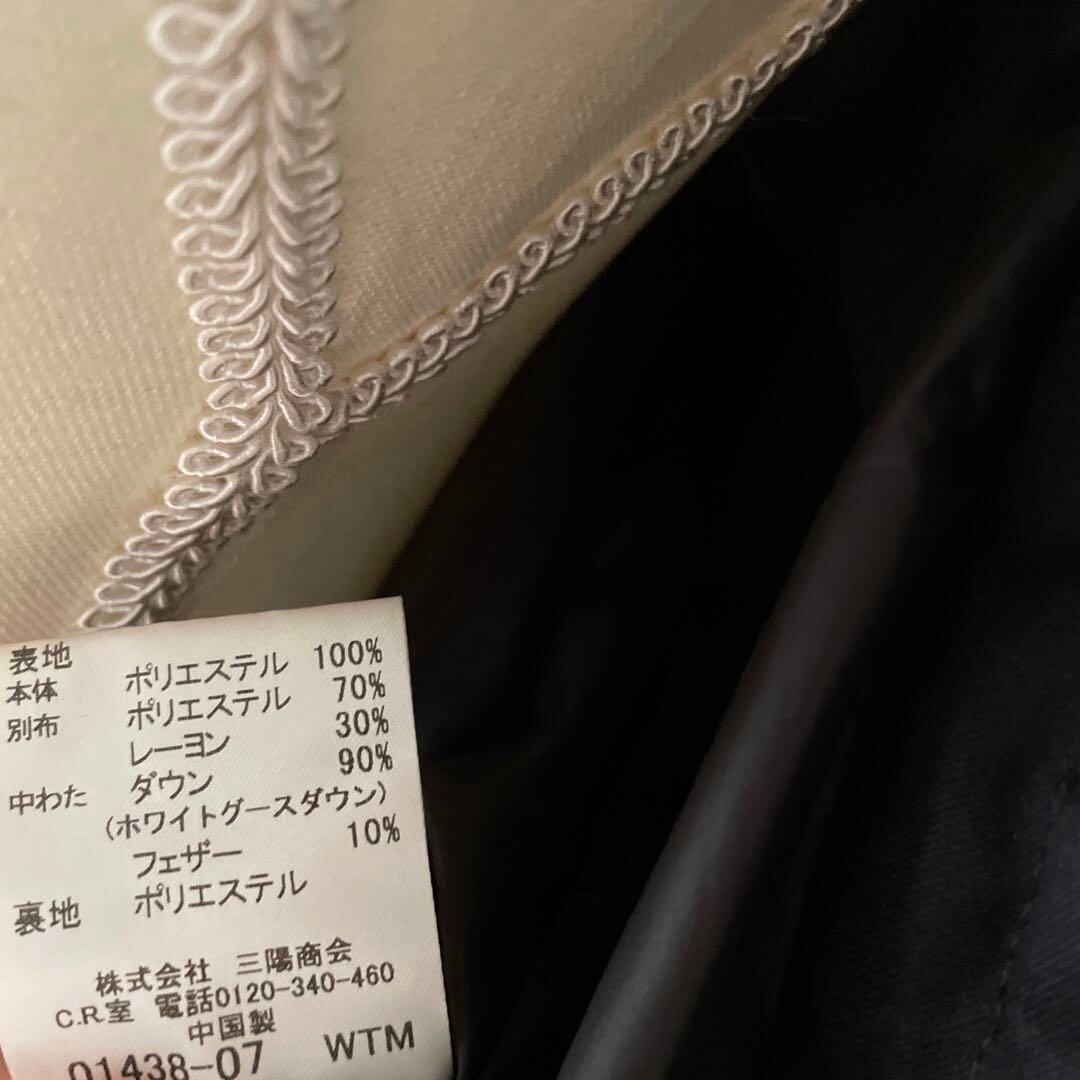 表地
本体 ポリエステル 100%
別布 ポリエステル 70%
レーヨン 30%
中わた ダウン 90%
(ホワイトグースダウン)
フェザー 10%
裏地 ポリエステル
株式会社 三陽商会
C.R.室 電話0120-340-460
中国製
01438-07 WTM